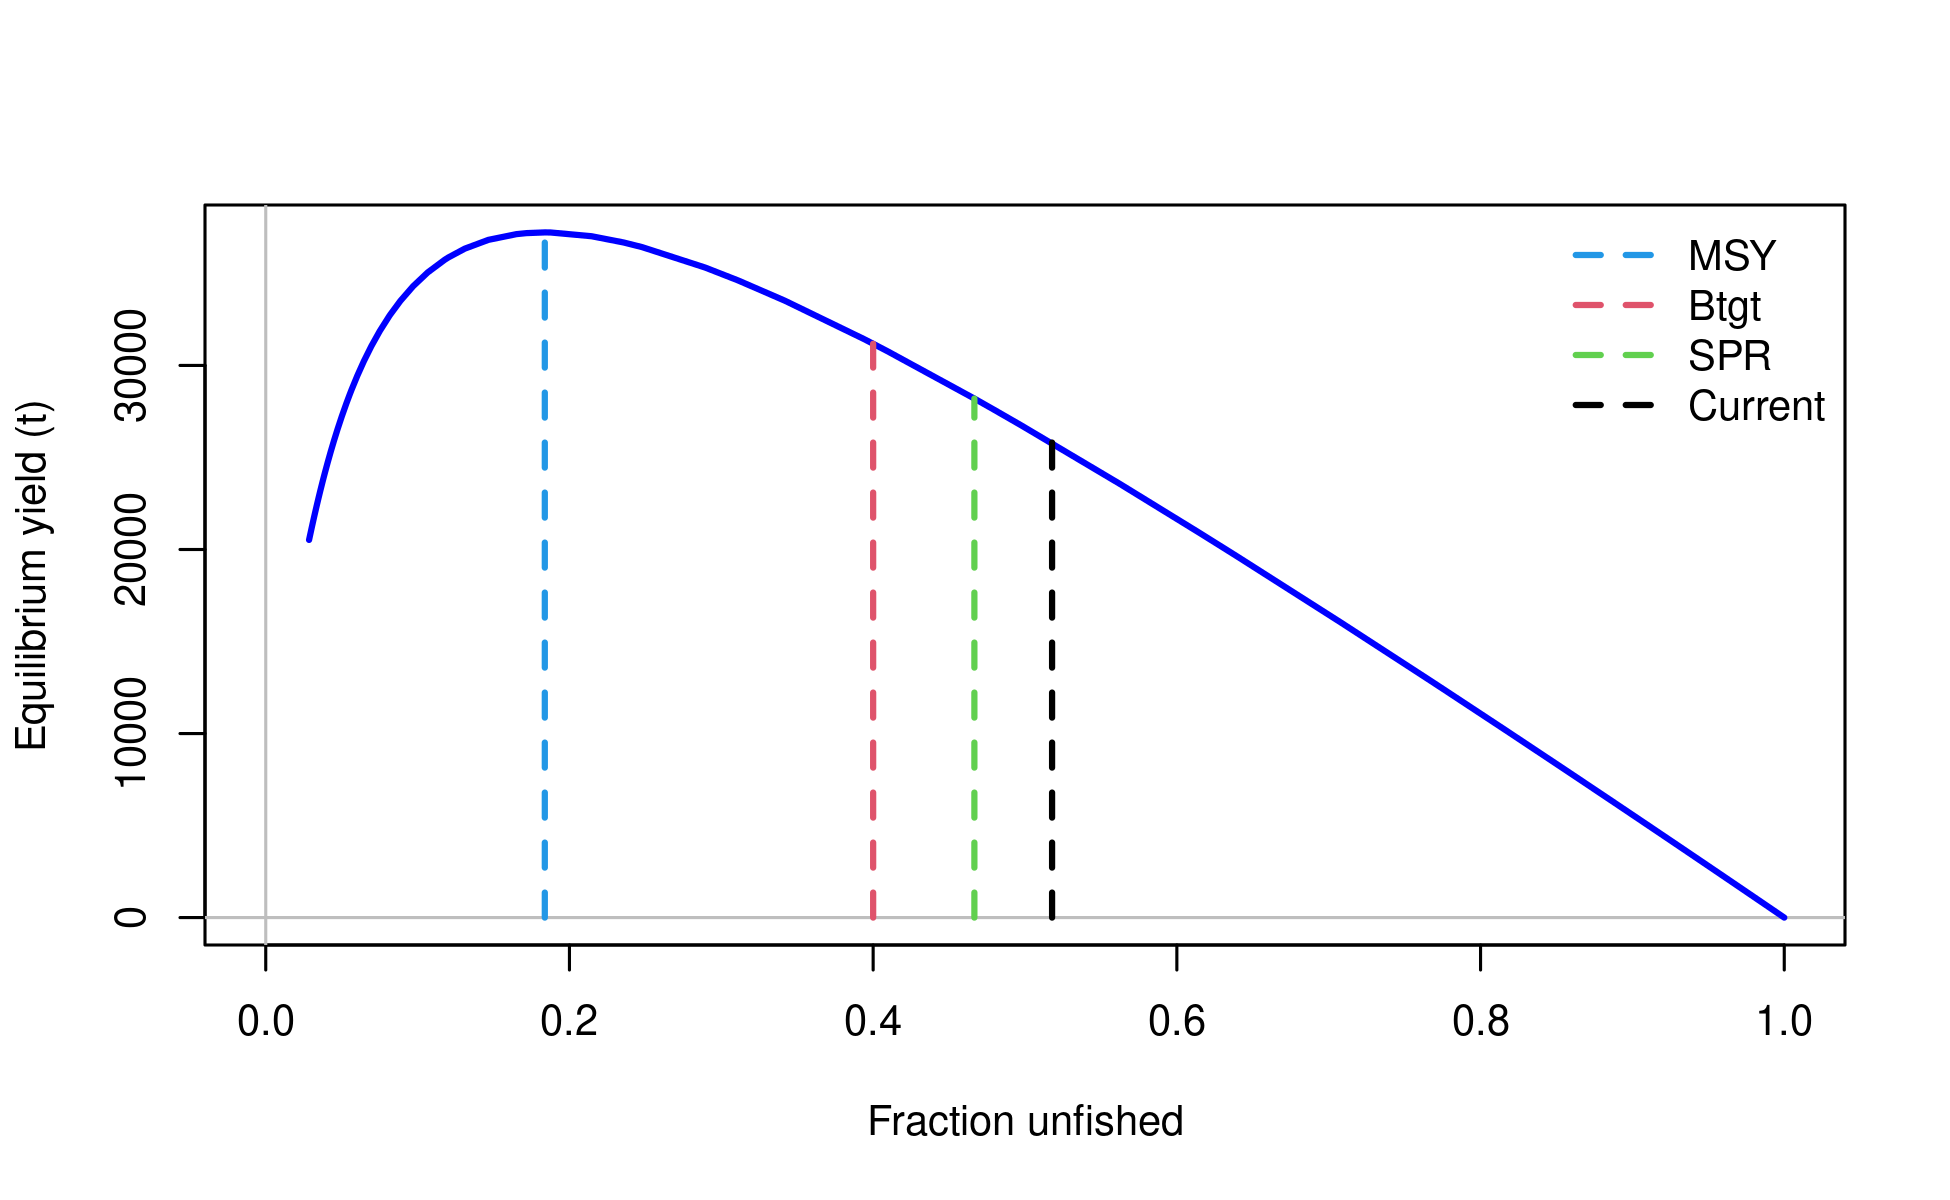 MSY
Btgt
SPR
Current
Equilibrium yield (t)
30000
20000
10000
0
0.0 0.2 0.4 0.6 0.8 1.0
Fraction unfished